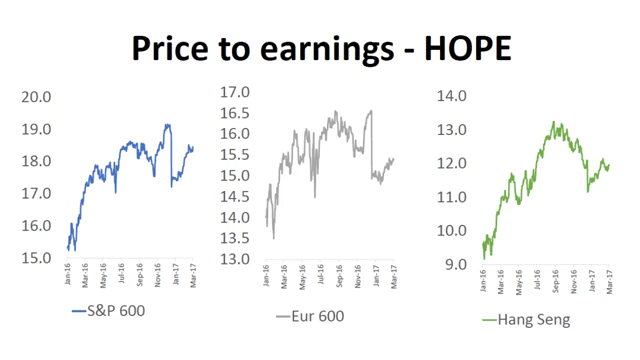 Price to earnings - HOPE
20.0
19.0
18.0
17.0
16.0
15.0
Jan-16
Mar-16
May-16
Jul-16
Sep-16
Nov-16
Jan-17
Mar-17
S&P 600
17.0
16.5
16.0
15.5
15.0
14.5
14.0
13.5
13.0
Jan-16
Mar-16
May-16
Jul-16
Sep-16
Nov-16
Jan-17
Mar-17
Eur 600
14.0
13.0
12.0
11.0
10.0
9.0
Jan-16
Mar-16
May-16
Jul-16
Sep-16
Nov-16
Jan-17
Mar-17
Hang Seng